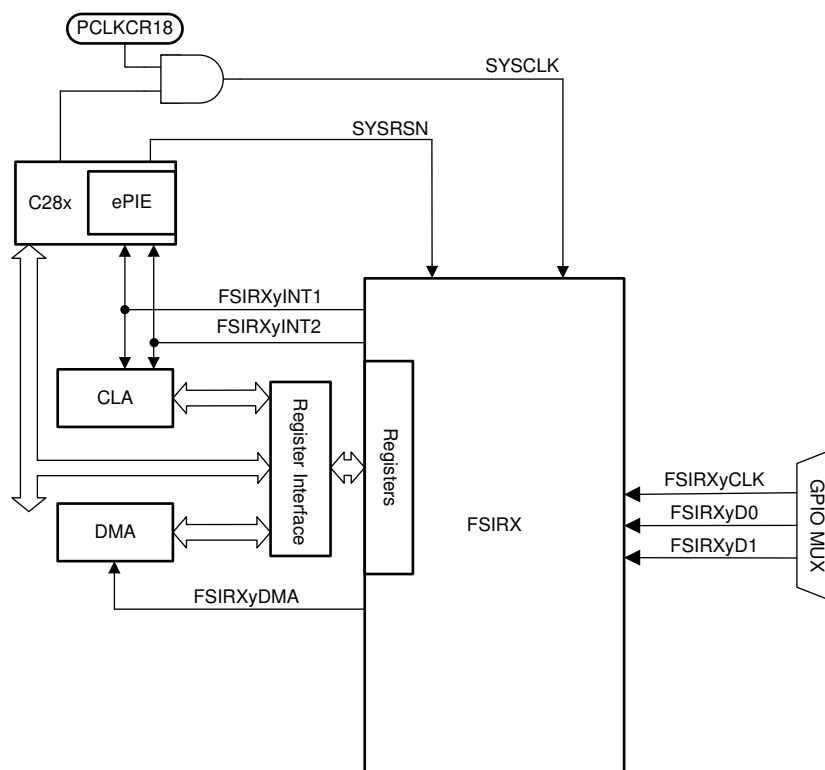 PCLKCR18
SYSCLK
SYSRSN
C28x
ePIE
FSIRXyINT1
FSIRXyINT2
CLA
Register Interface
Registers
FSIRXyCLK
FSIRXyD0
FSIRXyD1
GPIO MUX
FSIRX
DMA
FSIRXyDMA